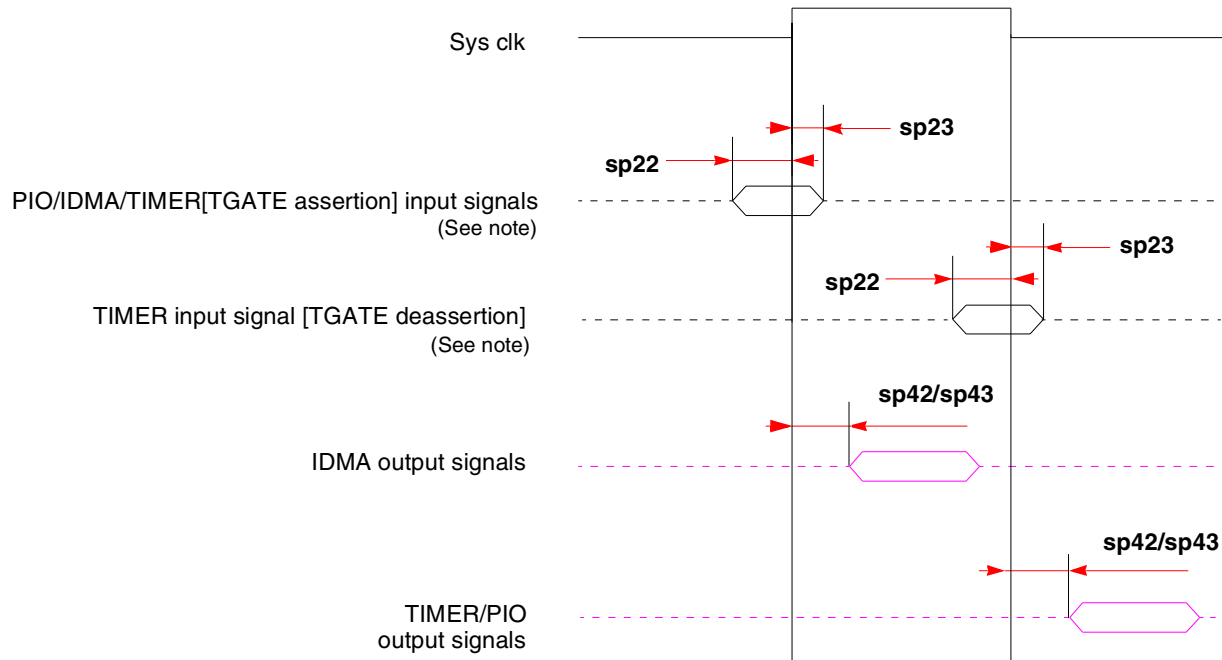 Sys clk
sp23
sp22
PIO/IDMA/TIMER[TGATE assertion] input signals
(See note)
sp23
sp22
TIMER input signal [TGATE deassertion]
(See note)
sp42/sp43
IDMA output signals
sp42/sp43
TIMER/PIO
output signals